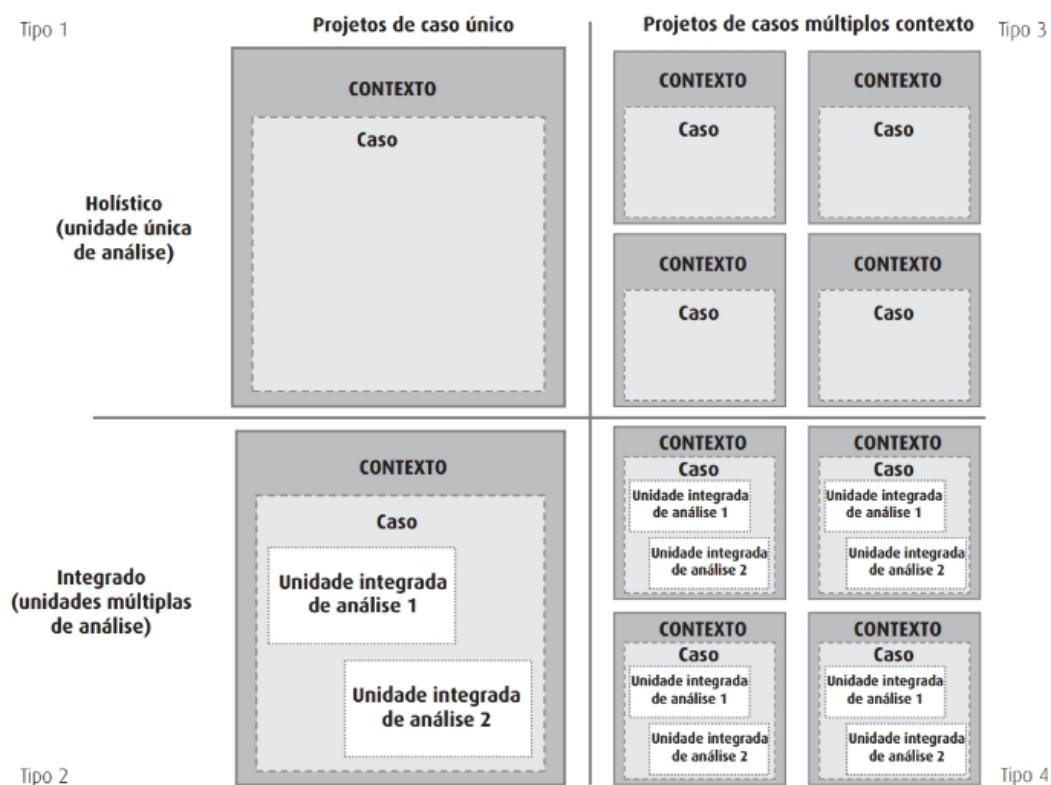 Tipo 1
Projetos de caso único
Projetos de casos múltiplos contexto
Tipo 3
CONTEXTO
Caso
Holístico
(unidade única
de análise)
CONTEXTO
Caso
CONTEXTO
Caso
CONTEXTO
Caso
CONTEXTO
Caso
CONTEXTO
Caso
Unidade integrada
de análise 1
Unidade integrada
de análise 2
Integrado
(unidades múltiplas
de análise)
CONTEXTO
Caso
Unidade integrada
de análise 1
Unidade integrada
de análise 2
CONTEXTO
Caso
Unidade integrada
de análise 1
Unidade integrada
de análise 2
CONTEXTO
Caso
Unidade integrada
de análise 1
Unidade integrada
de análise 2
CONTEXTO
Caso
Unidade integrada
de análise 1
Unidade integrada
de análise 2
Tipo 2
Tipo 4